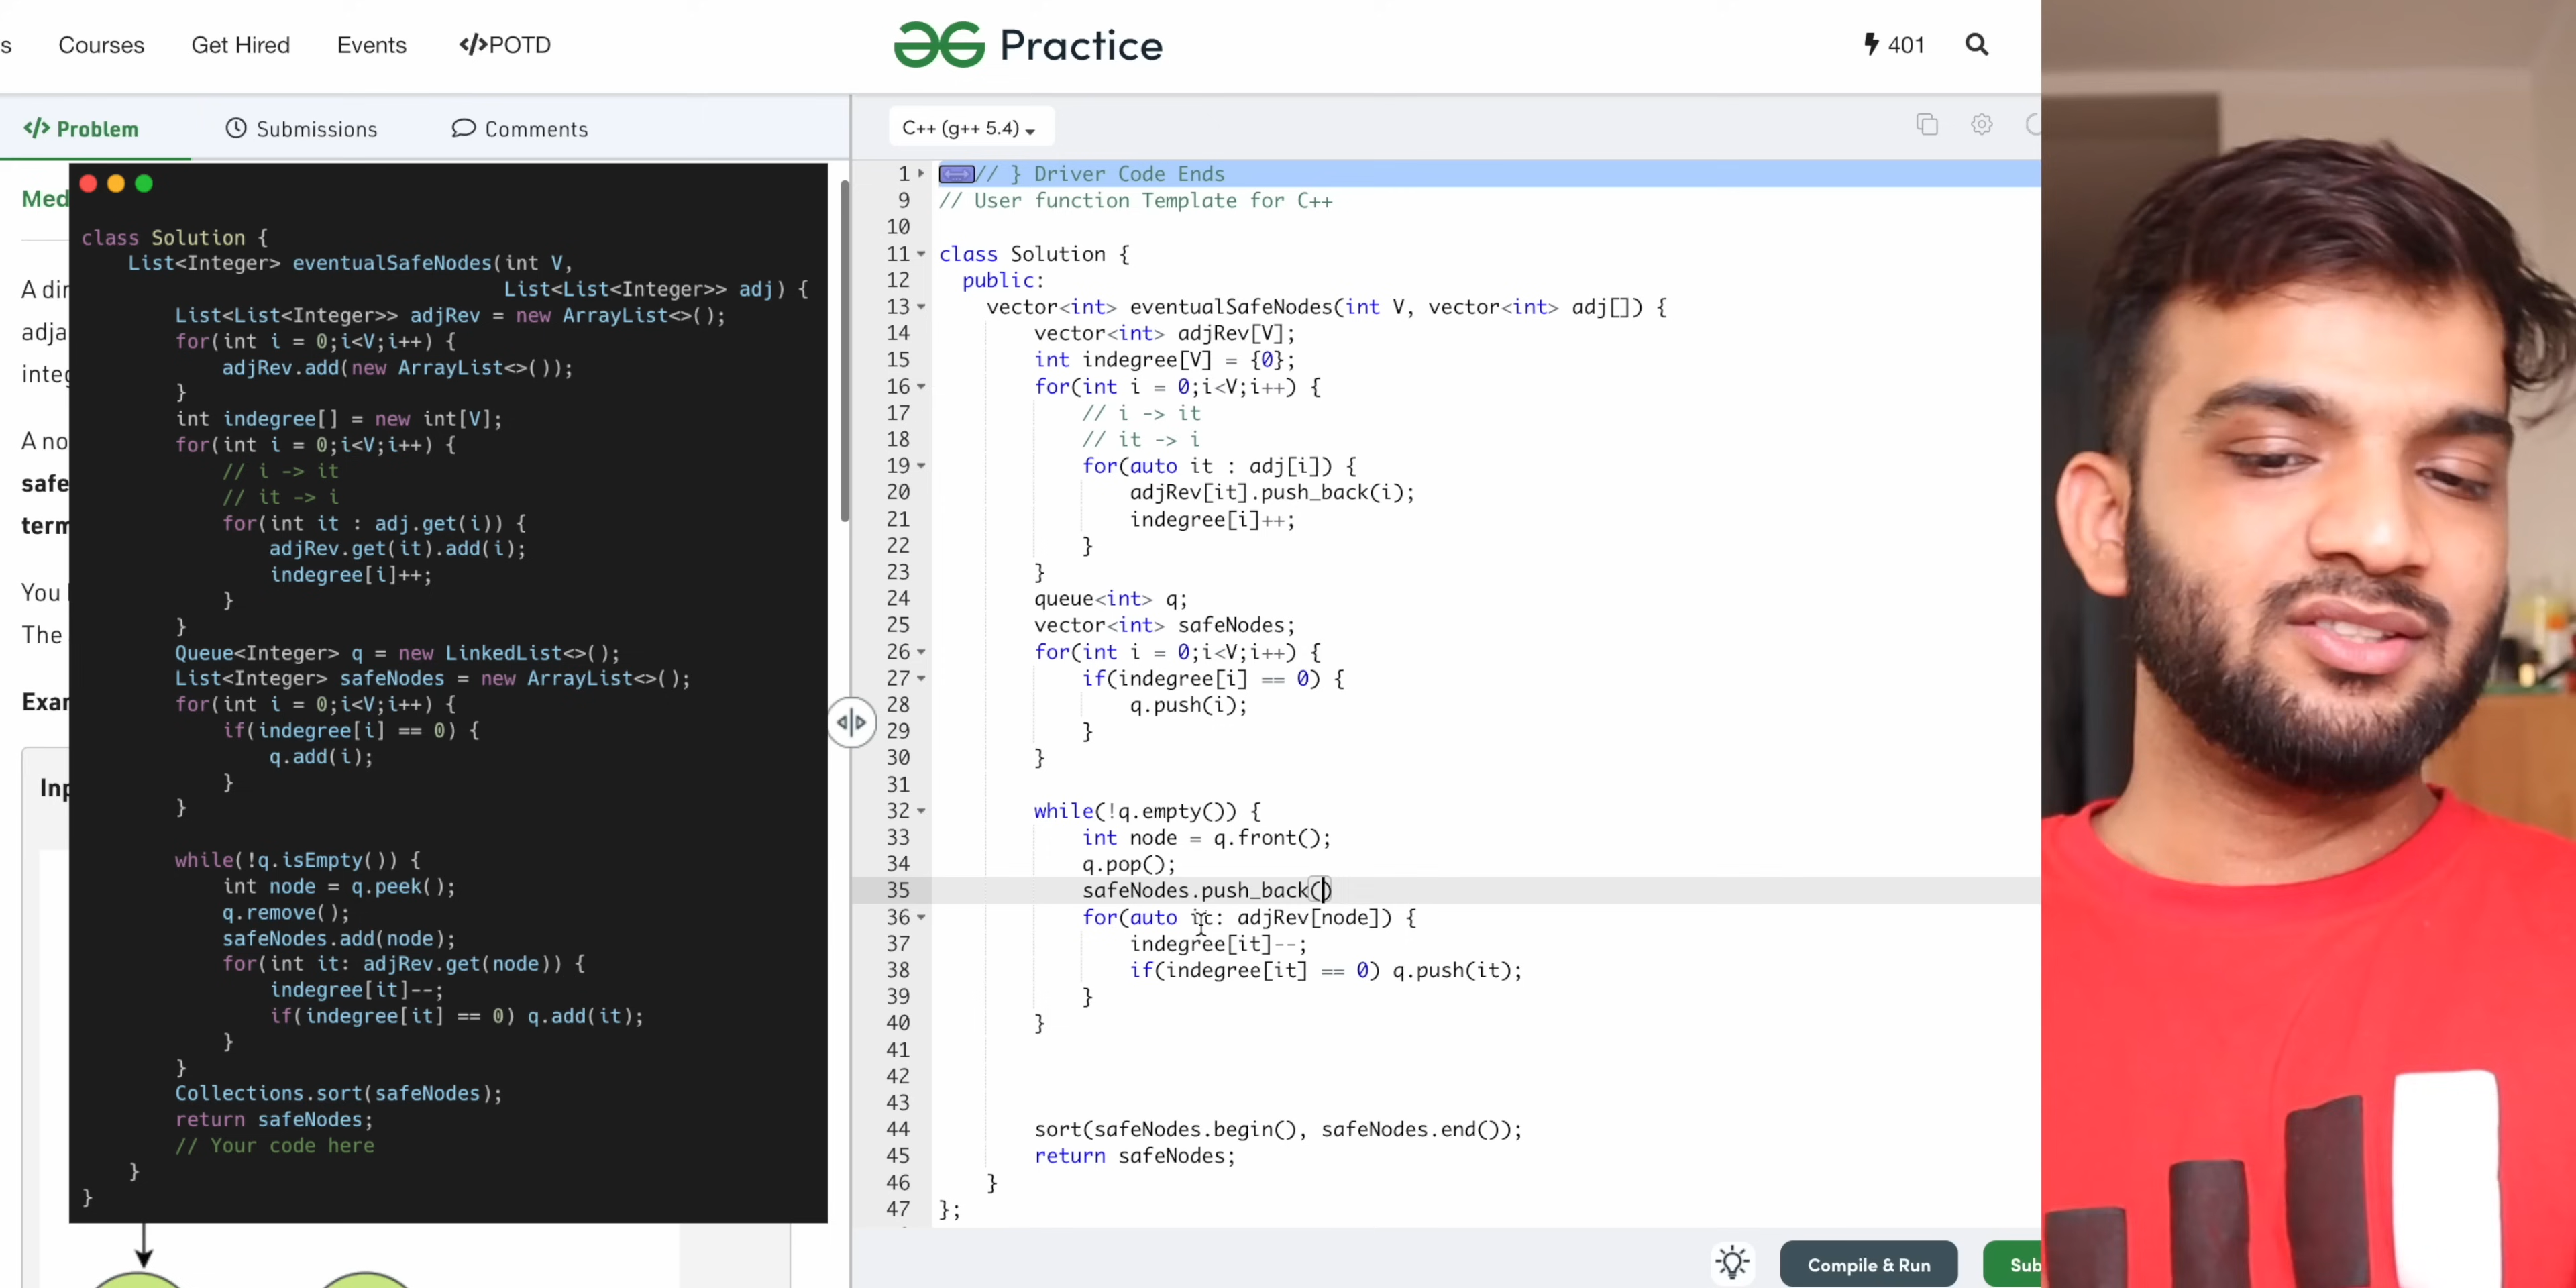 s Courses Get Hired Events </>POTD Practice 401
</> Problem Submissions Comments
C++ (g++ 5.4)
Med
A dir
adja
integ
A no
safe
term
You
The
Exar
Inp
class Solution {
List<Integer> eventualSafeNodes(int V,
List<List<Integer>> adj) {
List<List<Integer>> adjRev = new ArrayList<>();
for(int i = 0;i<V;i++) {
adjRev.add(new ArrayList<>());
}
int indegree[] = new int[V];
for(int i = 0;i<V;i++) {
// i -> it
// it -> i
for(int it : adj.get(i)) {
adjRev.get(it).add(i);
indegree[i]++;
}
}
Queue<Integer> q = new LinkedList<>();
List<Integer> safeNodes = new ArrayList<>();
for(int i = 0;i<V;i++) {
if(indegree[i] == 0) {
q.add(i);
}
}
while(!q.isEmpty()) {
int node = q.peek();
q.remove();
safeNodes.add(node);
for(int it: adjRev.get(node)) {
indegree[it]--;
if(indegree[it] == 0) q.add(it);
}
}
Collections.sort(safeNodes);
return safeNodes;
// Your code here
}
}
1 // } Driver Code Ends
9 // User function Template for C++
10
11 class Solution {
12 public:
13 vector<int> eventualSafeNodes(int V, vector<int> adj[]) {
14 vector<int> adjRev[V];
15 int indegree[V] = {0};
16 for(int i = 0;i<V;i++) {
17 // i -> it
18 // it -> i
19 for(auto it : adj[i]) {
20 adjRev[it].push_back(i);
21 indegree[i]++;
22 }
23 }
24 queue<int> q;
25 vector<int> safeNodes;
26 for(int i = 0;i<V;i++) {
27 if(indegree[i] == 0) {
28 q.push(i);
29 }
30 }
31
32 while(!q.empty()) {
33 int node = q.front();
34 q.pop();
35 safeNodes.push_back()
36 for(auto it: adjRev[node]) {
37 indegree[it]--;
38 if(indegree[it] == 0) q.push(it);
39 }
40 }
41
42
43
44 sort(safeNodes.begin(), safeNodes.end());
45 return safeNodes;
46 }
47 };
Compile & Run Sub